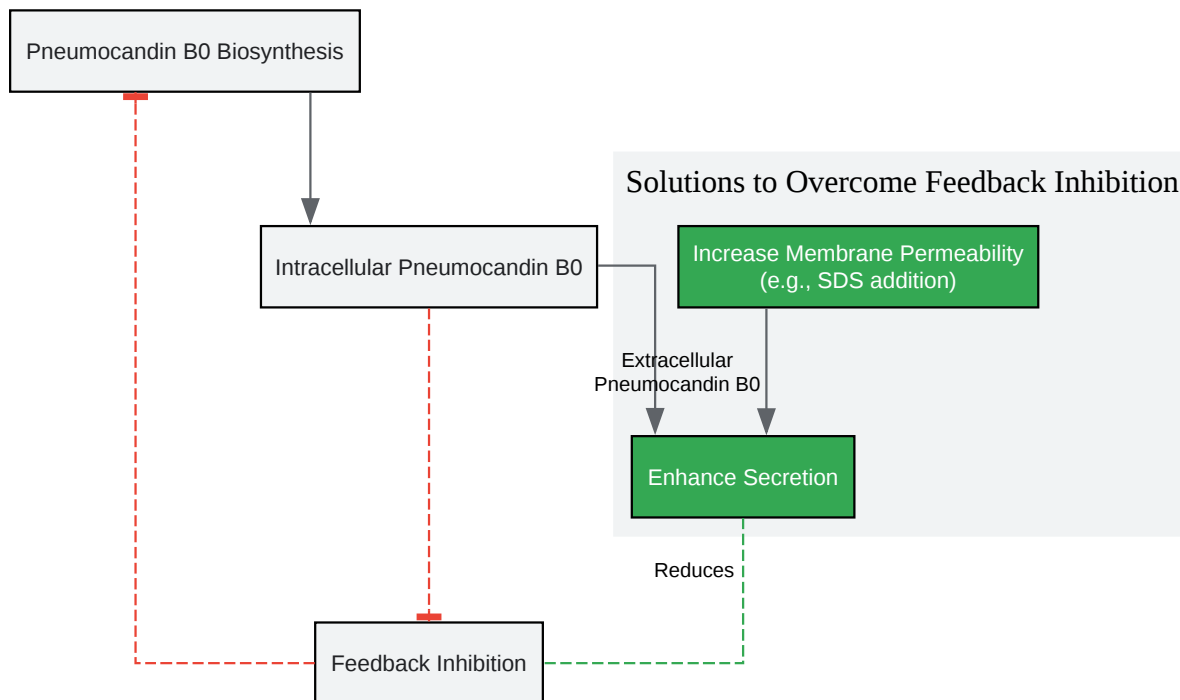 Pneumocandin B0 Biosynthesis
Solutions to Overcome Feedback Inhibition
Intracellular Pneumocandin B0
Increase Membrane Permeability
(e.g., SDS addition)
Extracellular
Pneumocandin B0
Enhance Secretion
Reduces
Feedback Inhibition